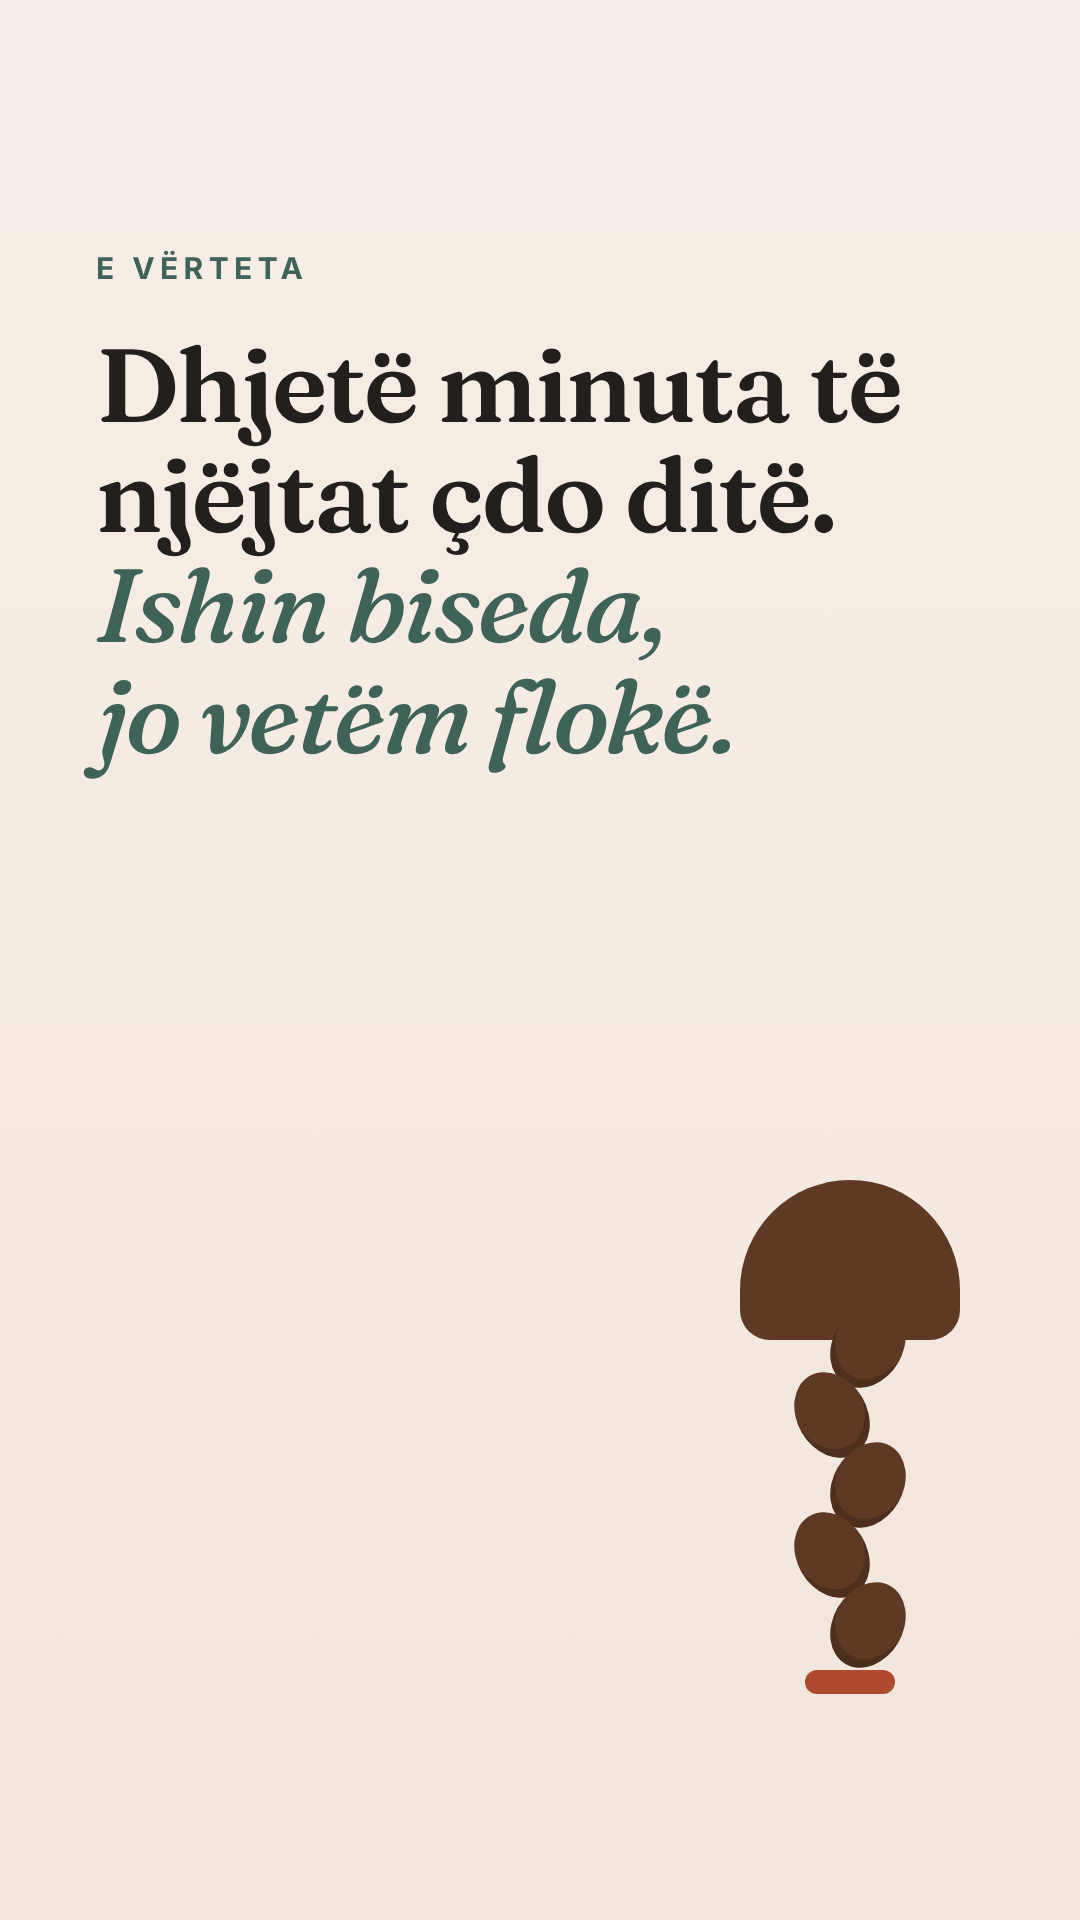 E VËRTETA
Dhjetë minuta të
njëjtat çdo ditë.
Ishin biseda,
jo vetëm flokë.